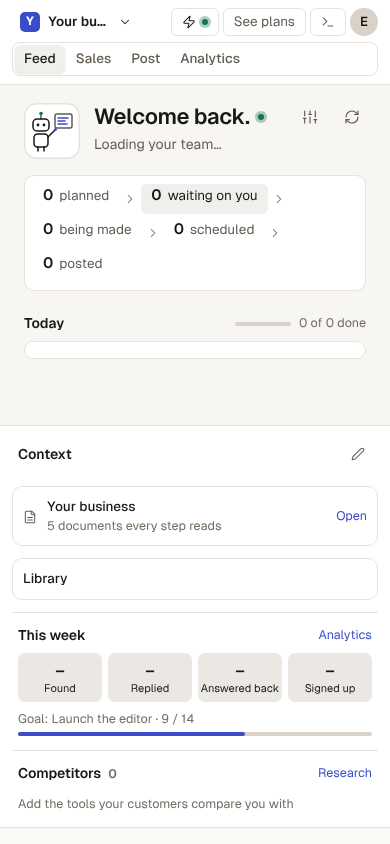 Y Your bu...
See plans
E
Feed Sales Post Analytics
Welcome back.
Loading your team...
0 planned
0 waiting on you
0 being made
0 scheduled
0 posted
Today
0 of 0 done
Context
Your business
5 documents every step reads
Open
Library
This week
Analytics
– – – –
Found Replied Answered back Signed up
Goal: Launch the editor · 9 / 14
Competitors 0
Research
Add the tools your customers compare you with